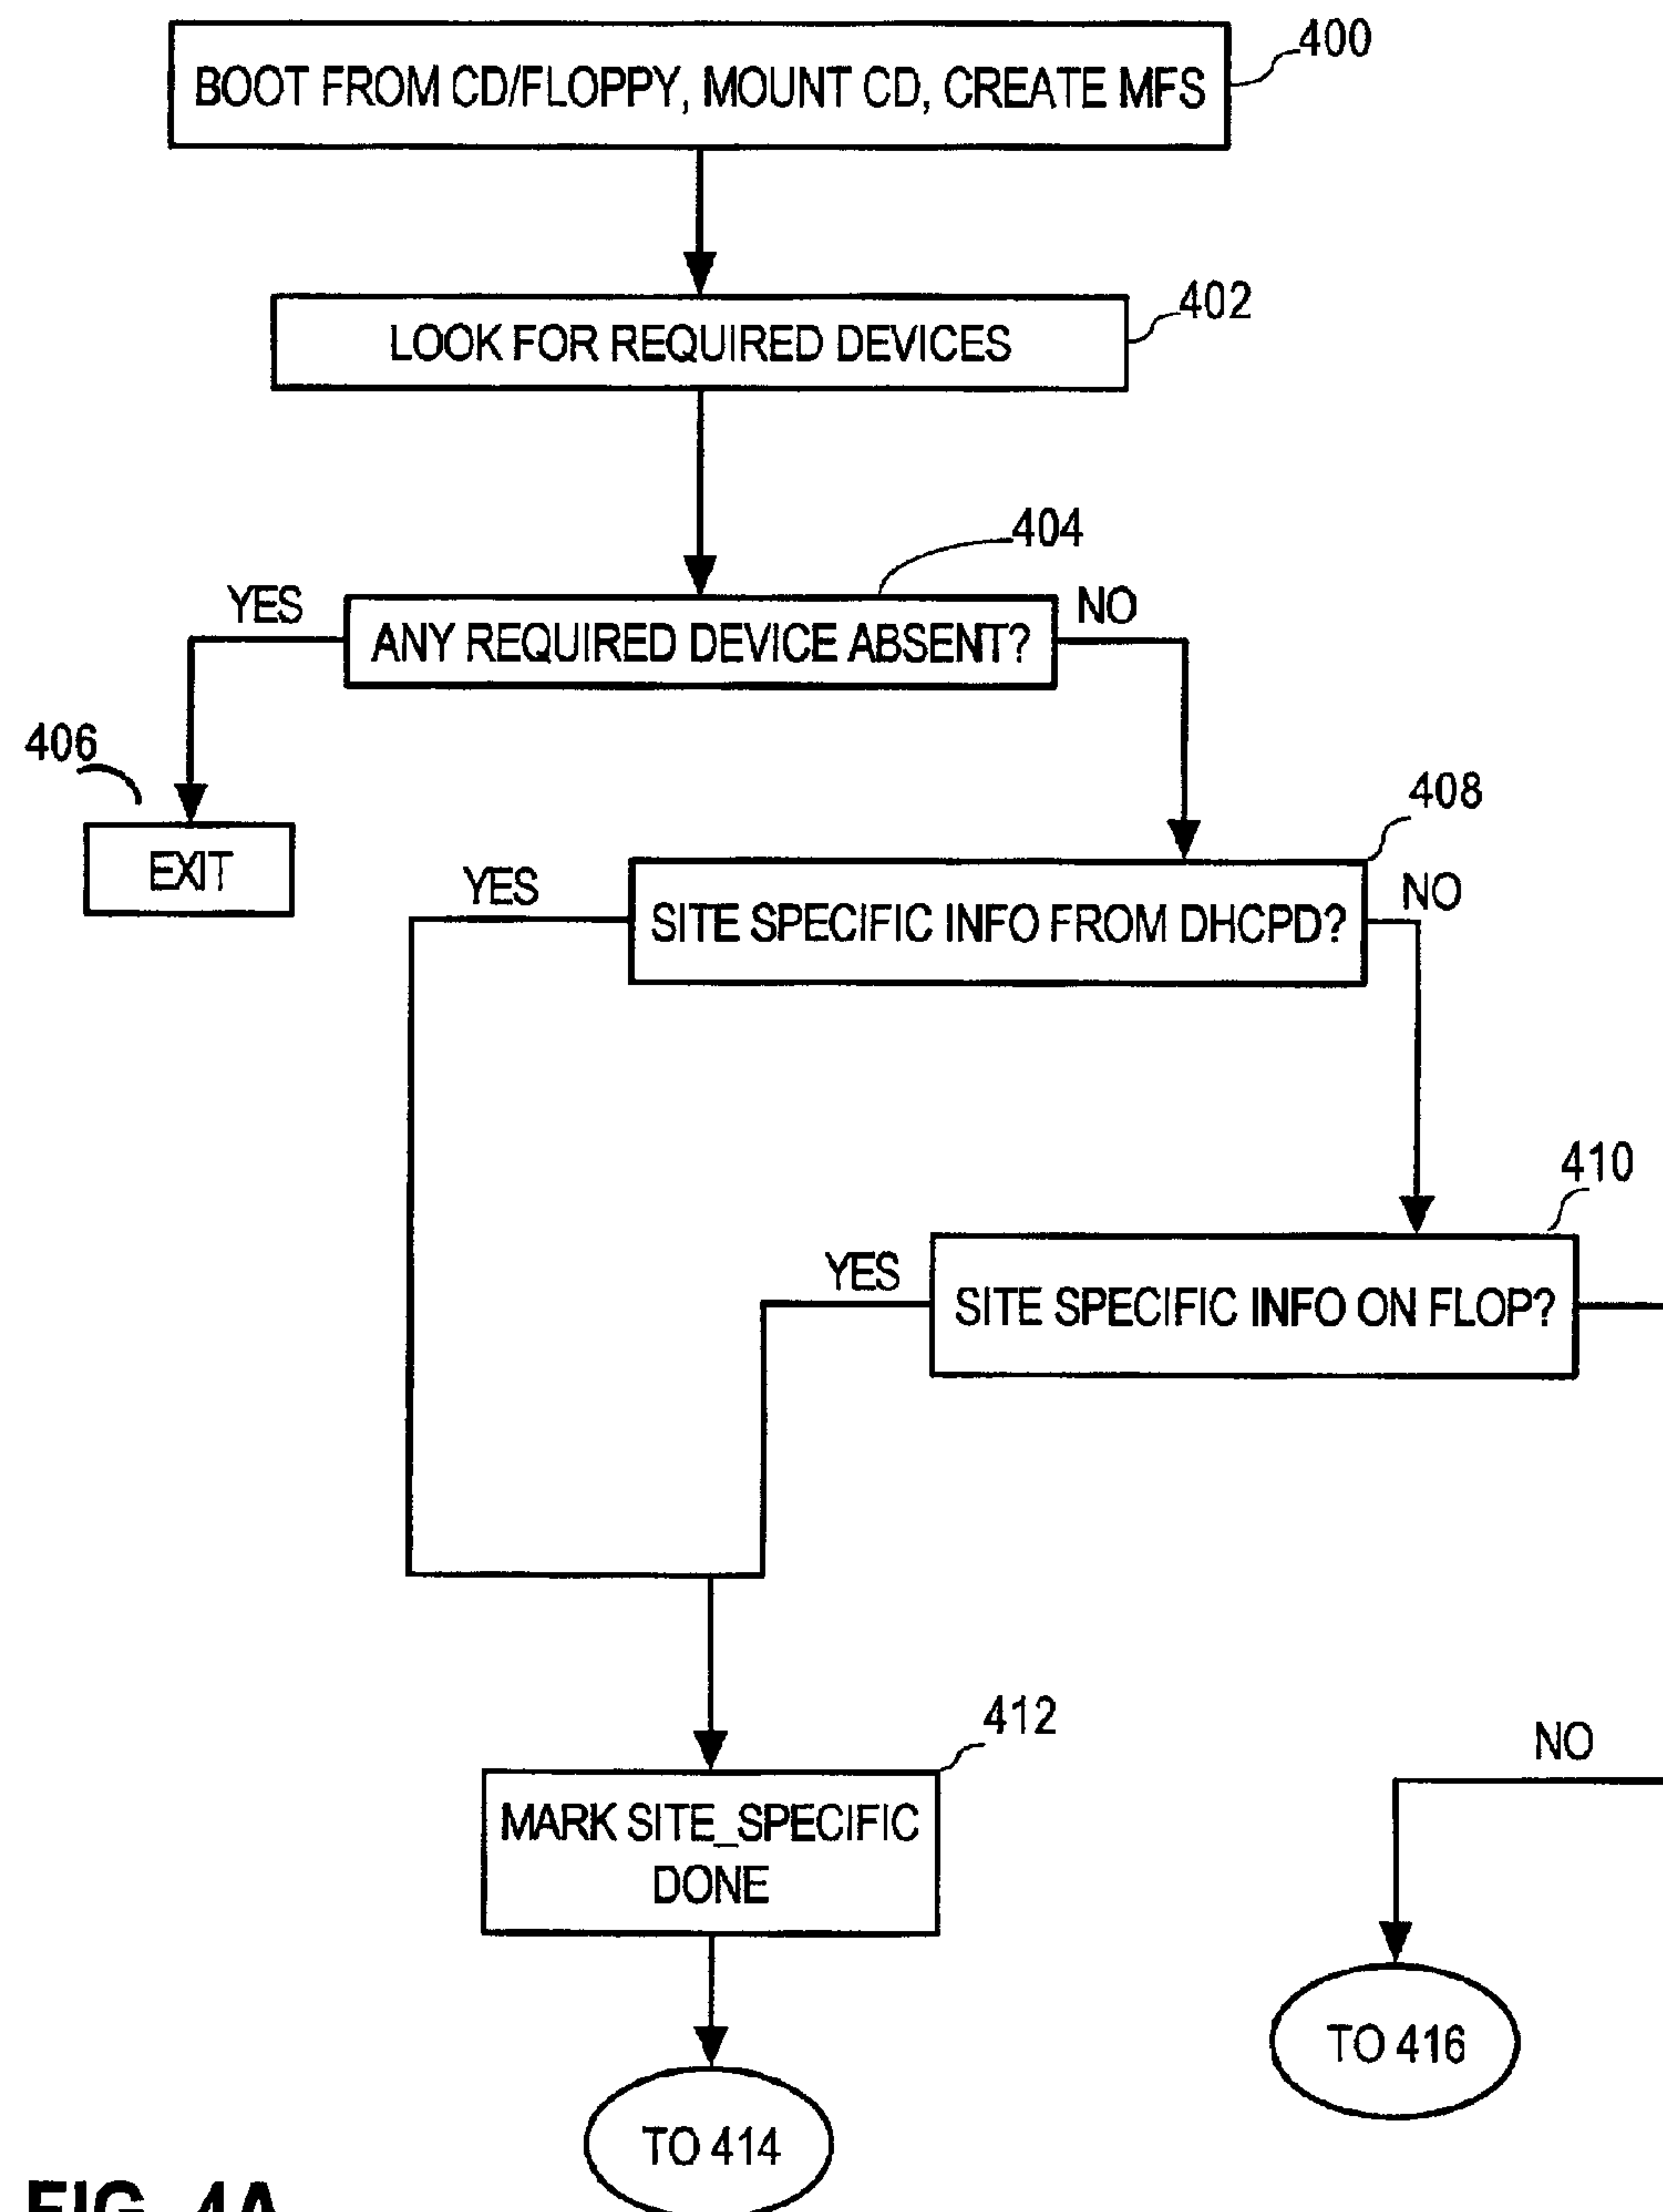 400
BOOT FROM CD/FLOPPY, MOUNT CD, CREATE MFS
402
LOOK FOR REQUIRED DEVICES
404
YES
NO
ANY REQUIRED DEVICE ABSENT?
406
408
EXIT
YES
NO
SITE SPECIFIC INFO FROM DHCPD?
410
YES
SITE SPECIFIC INFO ON FLOP?
412
NO
MARK SITE_SPECIFIC
DONE
TO 416
TO 414
FIG. 4A